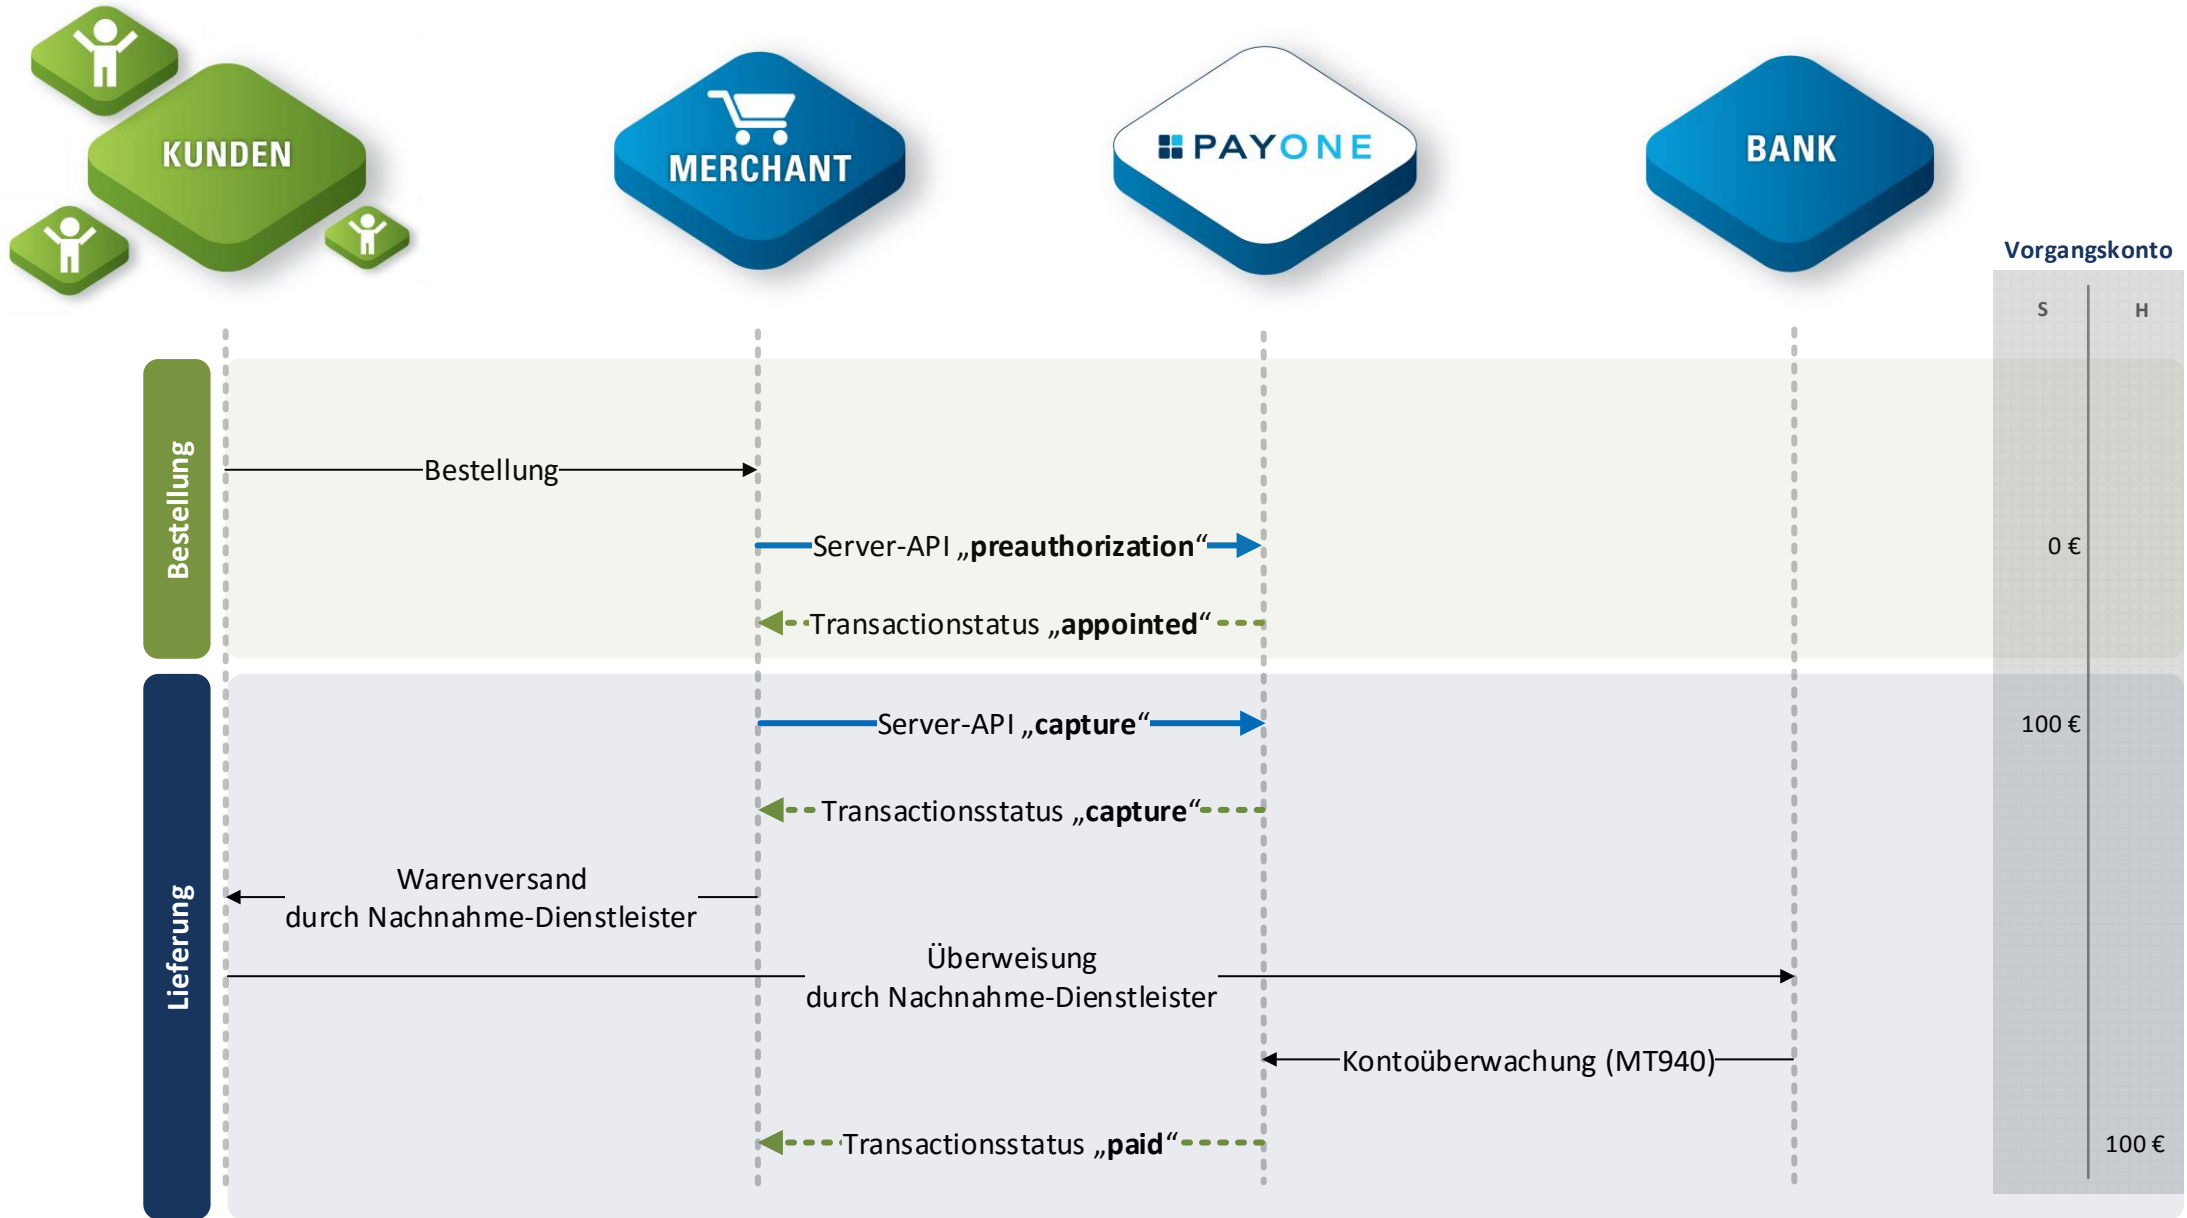 KUNDEN
MERCHANT
PAYONE
BANK
Vorgangskonto
S
H
Bestellung
Bestellung
Server-API „preauthorization“
0 €
Transactionstatus „appointed“
Lieferung
Server-API „capture“
100 €
Transactionsstatus „capture“
Warenversand
durch Nachnahme-Dienstleister
Überweisung
durch Nachnahme-Dienstleister
Kontoüberwachung (MT940)
Transactionsstatus „paid“
100 €